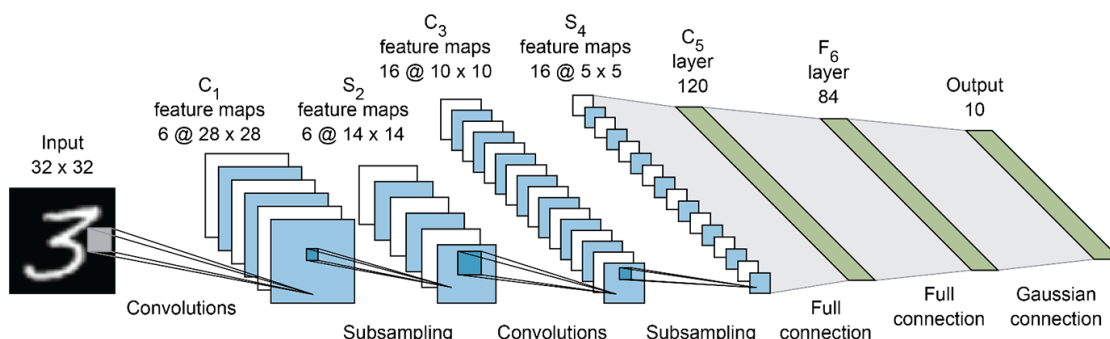 Input
32 x 32
C1
feature maps
6 @ 28 x 28
S2
feature maps
6 @ 14 x 14
C3
feature maps
16 @ 10 x 10
S4
feature maps
16 @ 5 x 5
C5
layer
120
F6
layer
84
Output
10
3
Convolutions
Subsampling
Convolutions
Subsampling
Full
connection
Full
connection
Gaussian
connection